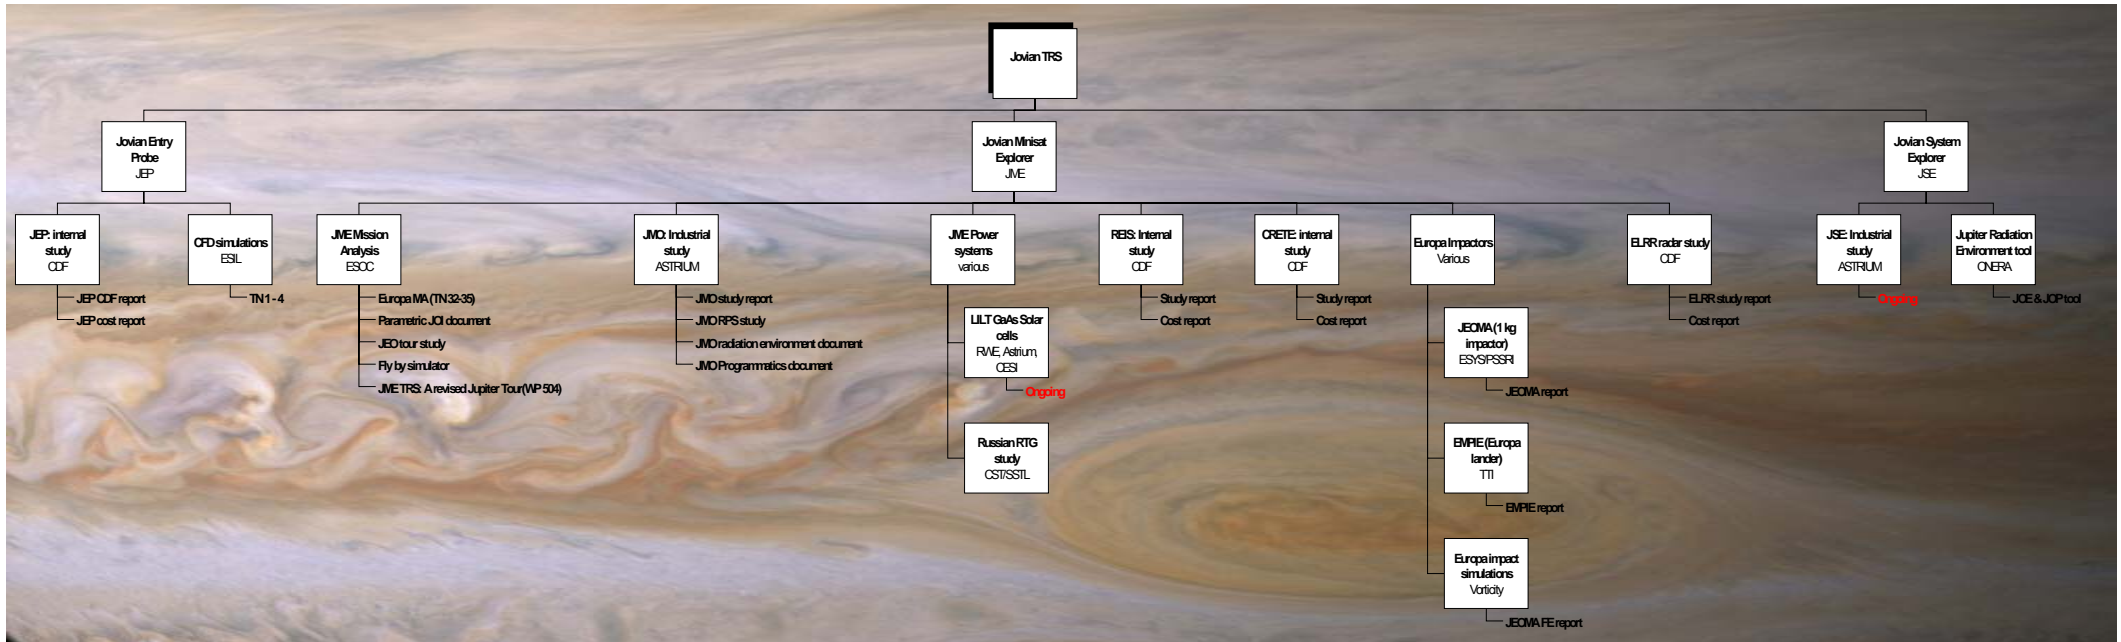 Jovian TRS
Jovian Entry
Probe
JEP
Jovian Minisat
Explorer
JME
Jovian System
Explorer
JSE
JEP: internal
study
CDF
JEP CDF report
JEP cost report
CFD simulations
ESIL
TN 1 - 4
JME Mission
Analysis
ESOC
Europa MA (TN 32-35)
Parametric JOI document
JEO tour study
Fly by simulator
JME TRS: A revised Jupiter Tour(WP 504)
JMO: Industrial
study
ASTRIUM
JMO study report
JMO RPS study
JMO radiation environment document
JMO Programmatics document
JME Power
systems
various
LILT GaAs Solar
cells
RWE, Astrium,
CESI
Ongoing
Russian RTG
study
CST/SSTL
REIS: Internal
study
CDF
Study report
Cost report
CRETE: internal
study
CDF
Study report
Cost report
Europa Impactors
Various
JEOMA (1 kg
impactor)
ESYS/PSSRI
JEOMA report
EMPIE (Europa
lander)
TTI
EMPIE report
Europa impact
simulations
Vorticity
JEOMA FE report
ELRR radar study
CDF
ELRR study report
Cost report
JSE: Industrial
study
ASTRIUM
Ongoing
Jupiter Radiation
Environment tool
ONERA
JOE & JOP tool